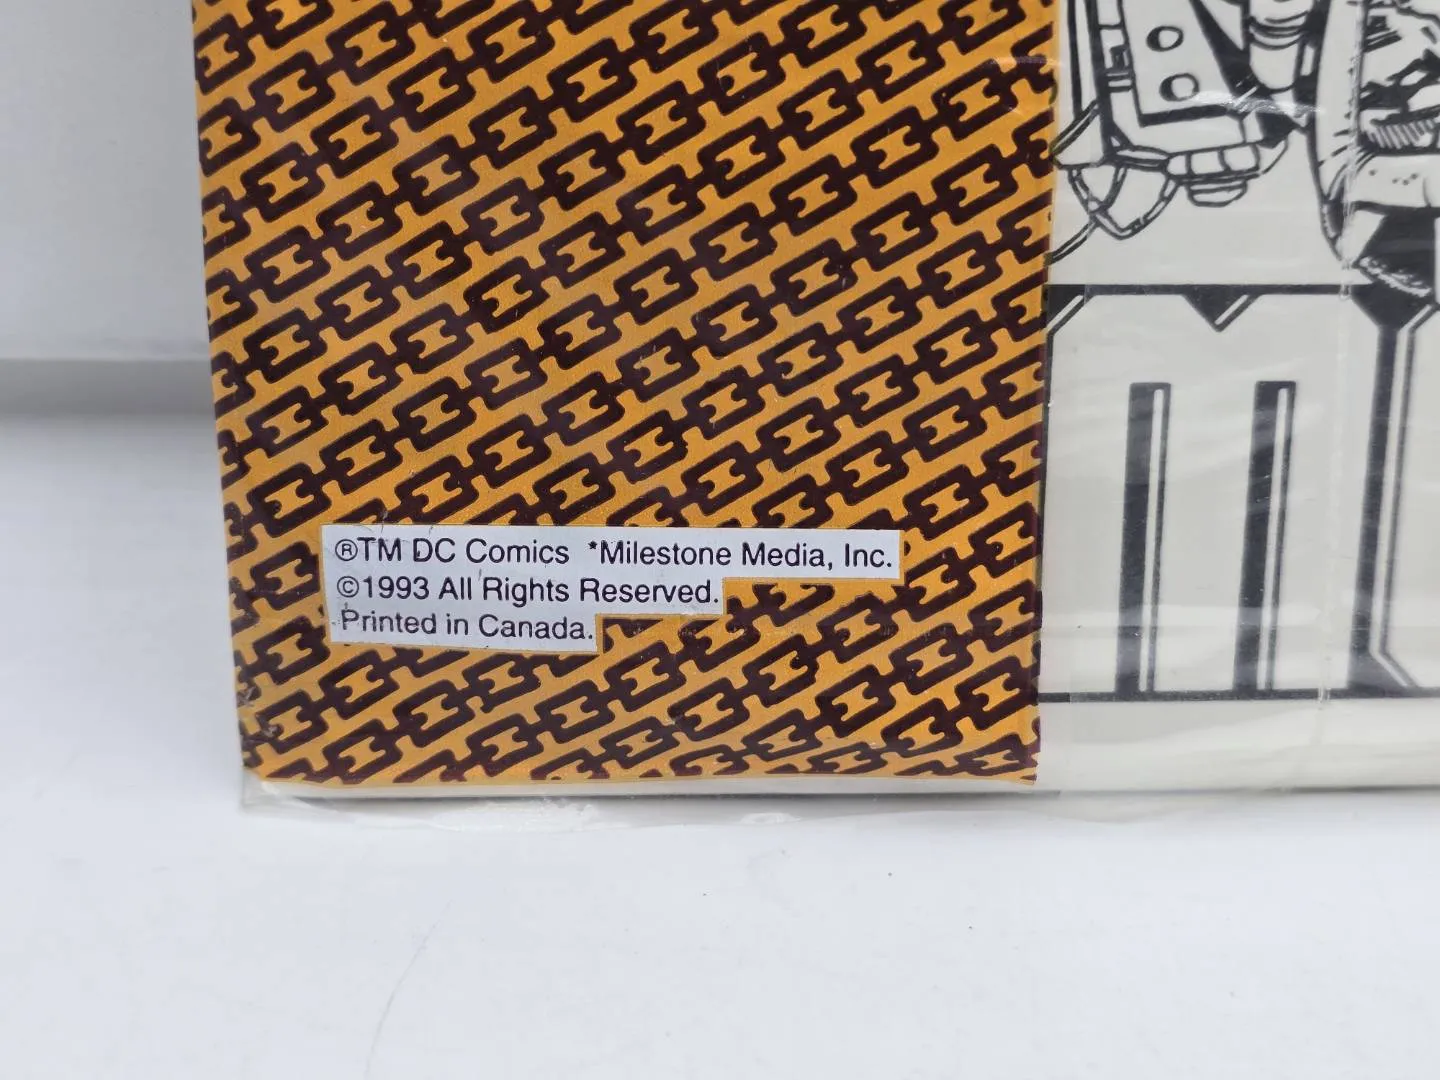 ®TM DC Comics *Milestone Media, Inc.
©1993 All Rights Reserved.
Printed in Canada.